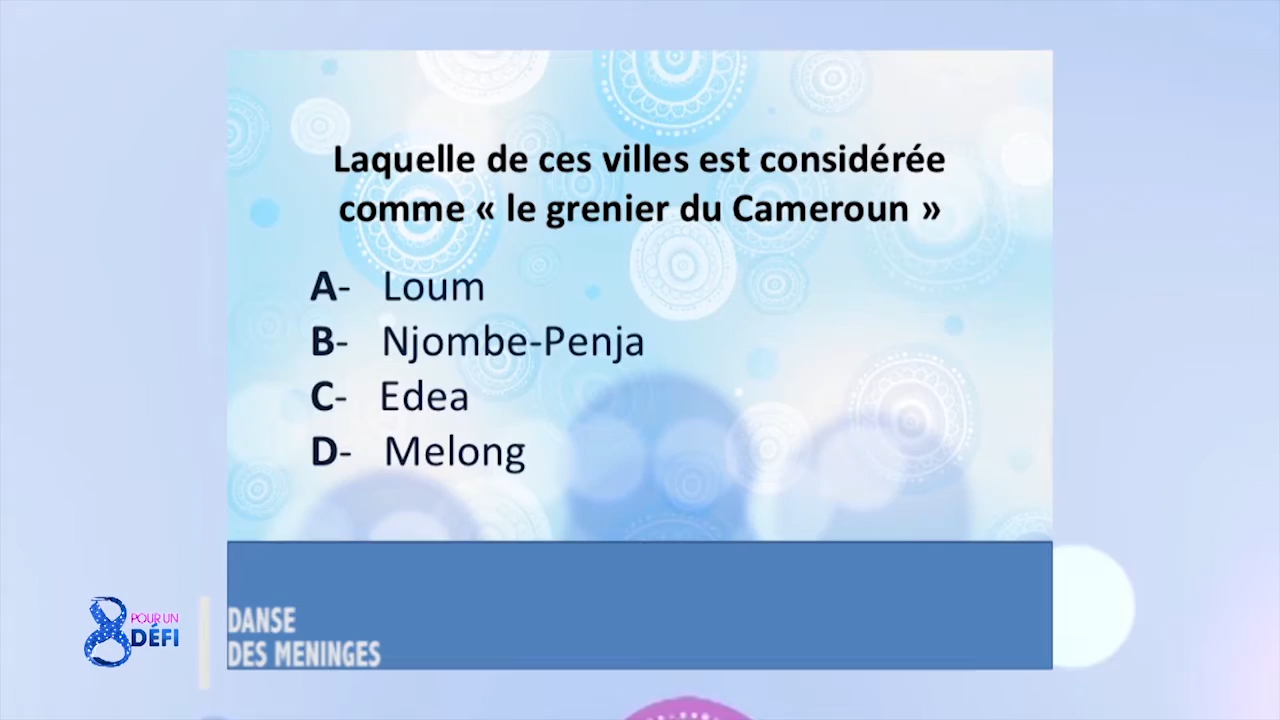 Laquelle de ces villes est considérée
comme « le grenier du Cameroun »
A- Loum
B- Njombe-Penja
C- Edea
D- Melong
8 POUR UN
DÉFI
DANSE
DES MENINGES